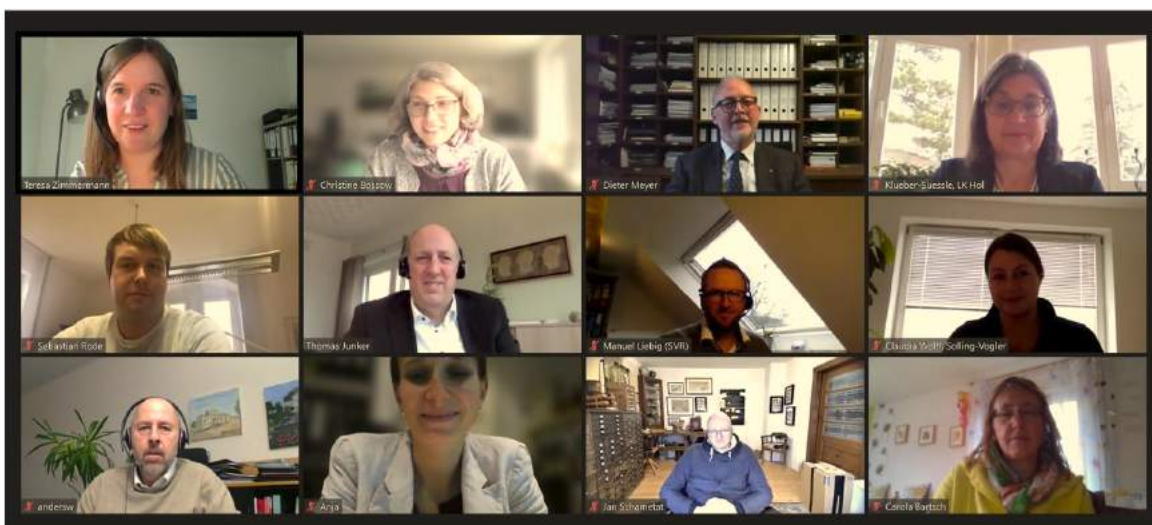 Teresa Zimmermann
Christine Bossow
Dieter Meyer
Klueber-Suessle, LK Hol
Sebastian Rode
Thomas Junker
Manuel Liebig (SVR)
Claudia Wolff, Solling-Vogler
andersw
Anja
Jan Schametat
Carola Bartsch